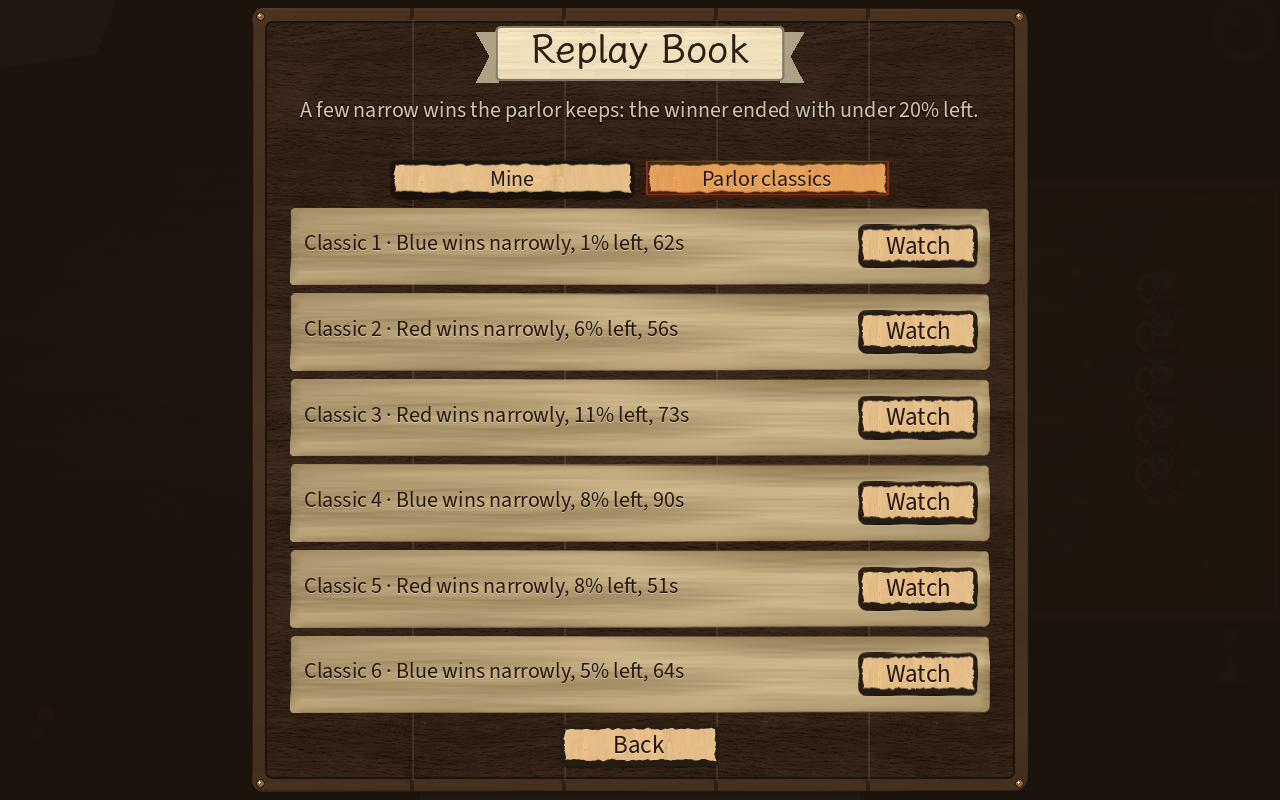 Replay Book
A few narrow wins the parlor keeps: the winner ended with under 20% left.
Mine
Parlor classics
Classic 1 · Blue wins narrowly, 1% left, 62s
Watch
Classic 2 · Red wins narrowly, 6% left, 56s
Watch
Classic 3 · Red wins narrowly, 11% left, 73s
Watch
Classic 4 · Blue wins narrowly, 8% left, 90s
Watch
Classic 5 · Red wins narrowly, 8% left, 51s
Watch
Classic 6 · Blue wins narrowly, 5% left, 64s
Watch
Back